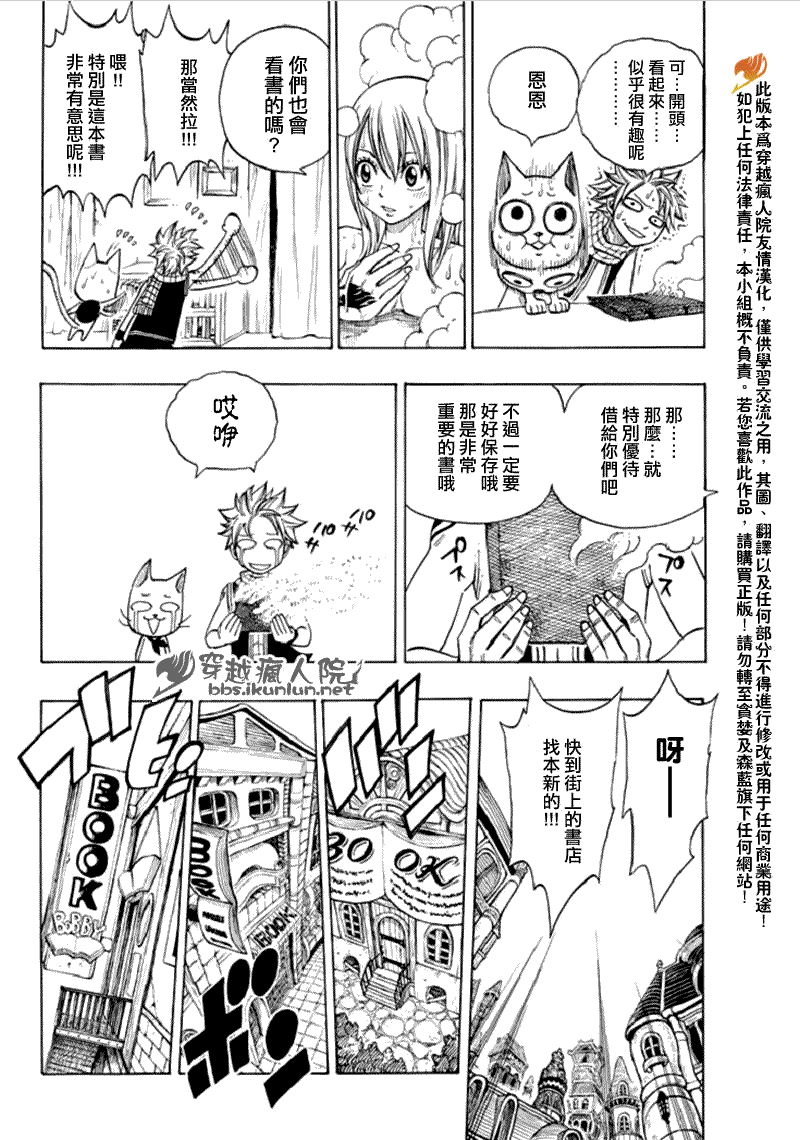 可…開頭…
看起來……
似乎很有趣呢
恩恩
你們也會
看書的嗎？
那當然拉!!!
喂!!
特別是這本書
非常有意思呢!!!
那……
那麼…就
特別優待
借給你們吧
不過一定要
好好保存哦
那是非常
重要的書哦
プス
プス
哎咿
穿越瘋人院
bbs.ikunlun.net
呀——
快到街上的書店
找本新的!!!
BOOK
BOOK
BOOK
BOOK
BOBBY
ボ
此版本爲穿越瘋人院友情漢化，僅供學習交流之用，其圖、翻譯以及任何部分不得進行修改或用于任何商業用途！
如犯上任何法律責任，本小組概不負責。若您喜歡此作品，請購買正版！請勿轉至貪婪及森藍旗下任何網站！